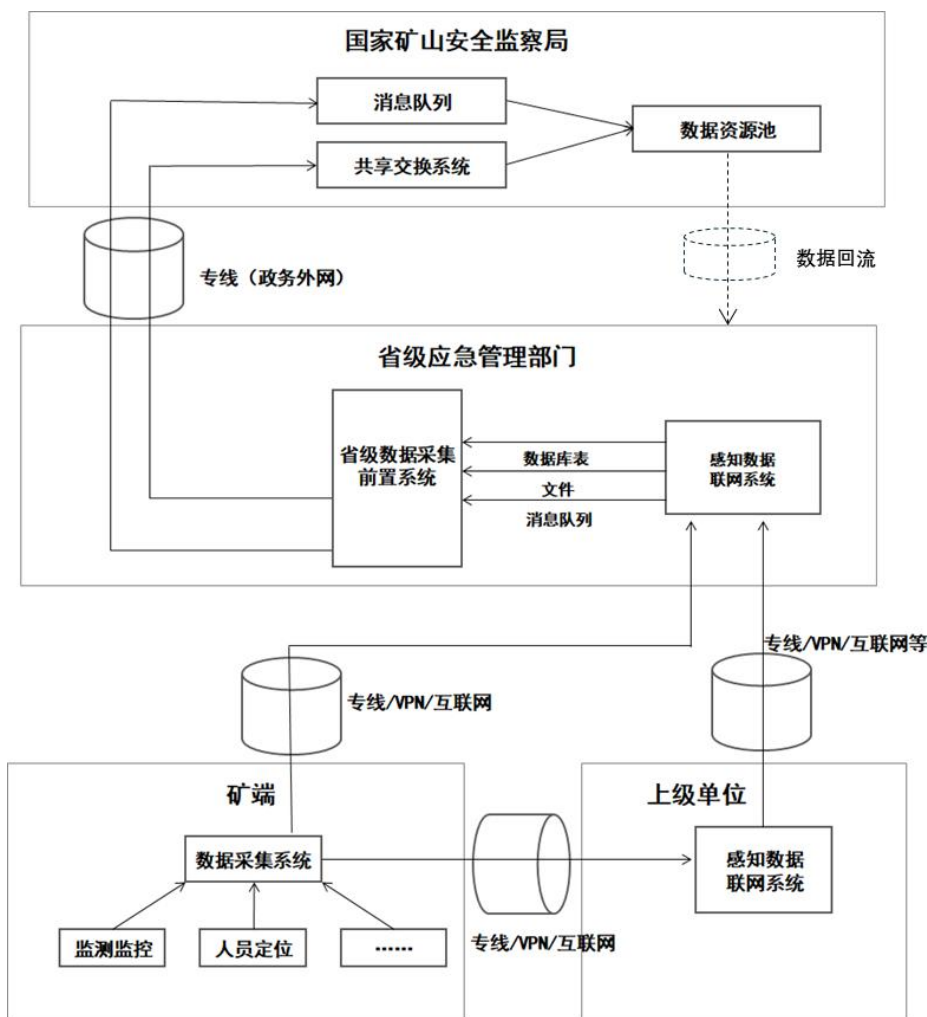 国家矿山安全监察局
消息队列
共享交换系统
数据资源池
专线（政务外网）
数据回流
省级应急管理部门
省级数据采集
前置系统
数据库表
文件
消息队列
感知数据
联网系统
专线/VPN/互联网
专线/VPN/互联网等
矿端
数据采集系统
监测监控
人员定位
……
专线/VPN/互联网
上级单位
感知数据
联网系统